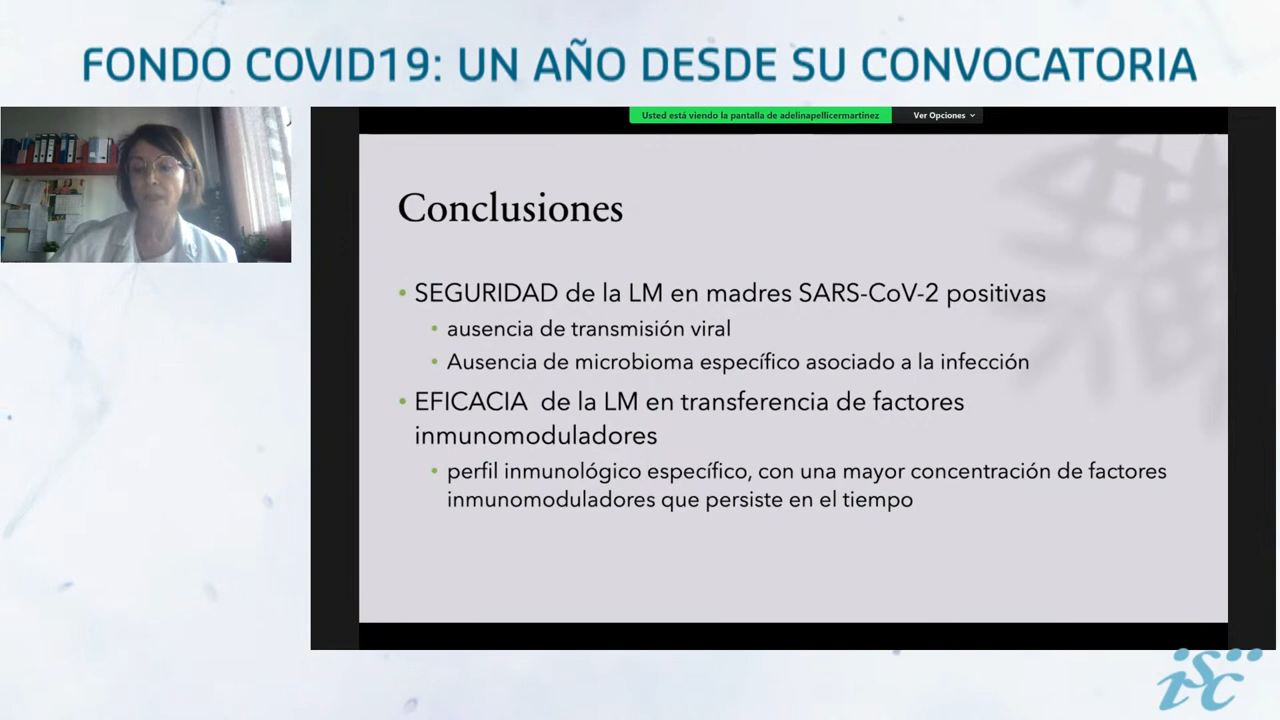 FONDO COVID19: UN AÑO DESDE SU CONVOCATORIA
Usted está viendo la pantalla de adelinapellicermartinez
Ver Opciones
Conclusiones
• SEGURIDAD de la LM en madres SARS-CoV-2 positivas
• ausencia de transmisión viral
• Ausencia de microbioma específico asociado a la infección
• EFICACIA de la LM en transferencia de factores
inmunomoduladores
• perfil inmunológico específico, con una mayor concentración de factores
inmunomoduladores que persiste en el tiempo
isciii